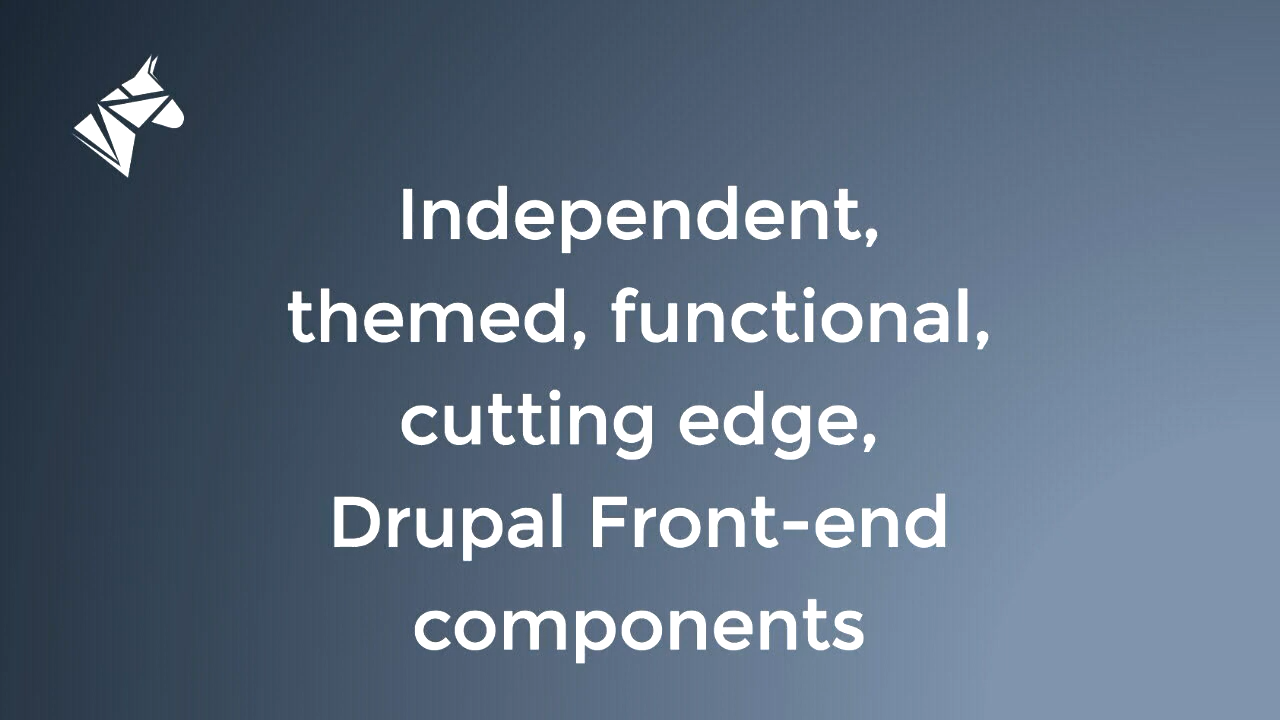 Independent,
themed, functional,
cutting edge,
Drupal Front-end
components